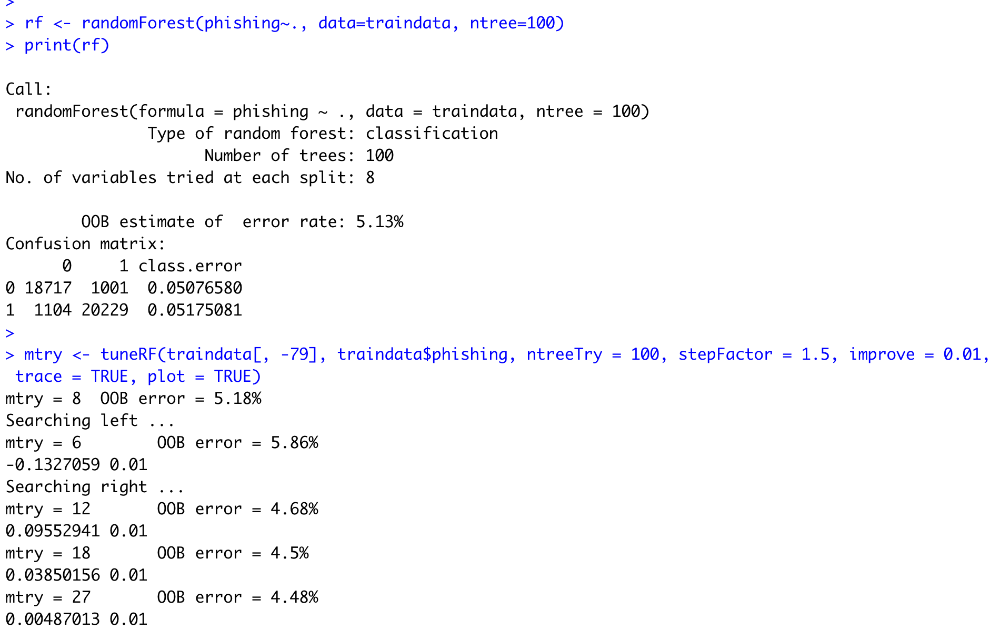 >
> rf <- randomForest(phishing~., data=traindata, ntree=100)
> print(rf)
Call:
 randomForest(formula = phishing ~ ., data = traindata, ntree = 100)
               Type of random forest: classification
                     Number of trees: 100
No. of variables tried at each split: 8
        OOB estimate of  error rate: 5.13%
Confusion matrix:
      0     1 class.error
0 18717  1001  0.05076580
1  1104 20229  0.05175081
>
> mtry <- tuneRF(traindata[, -79], traindata$phishing, ntreeTry = 100, stepFactor = 1.5, improve = 0.01,
 trace = TRUE, plot = TRUE)
mtry = 8  OOB error = 5.18%
Searching left ...
mtry = 6       OOB error = 5.86%
-0.1327059 0.01
Searching right ...
mtry = 12       OOB error = 4.68%
0.09552941 0.01
mtry = 18       OOB error = 4.5%
0.03850156 0.01
mtry = 27       OOB error = 4.48%
0.00487013 0.01